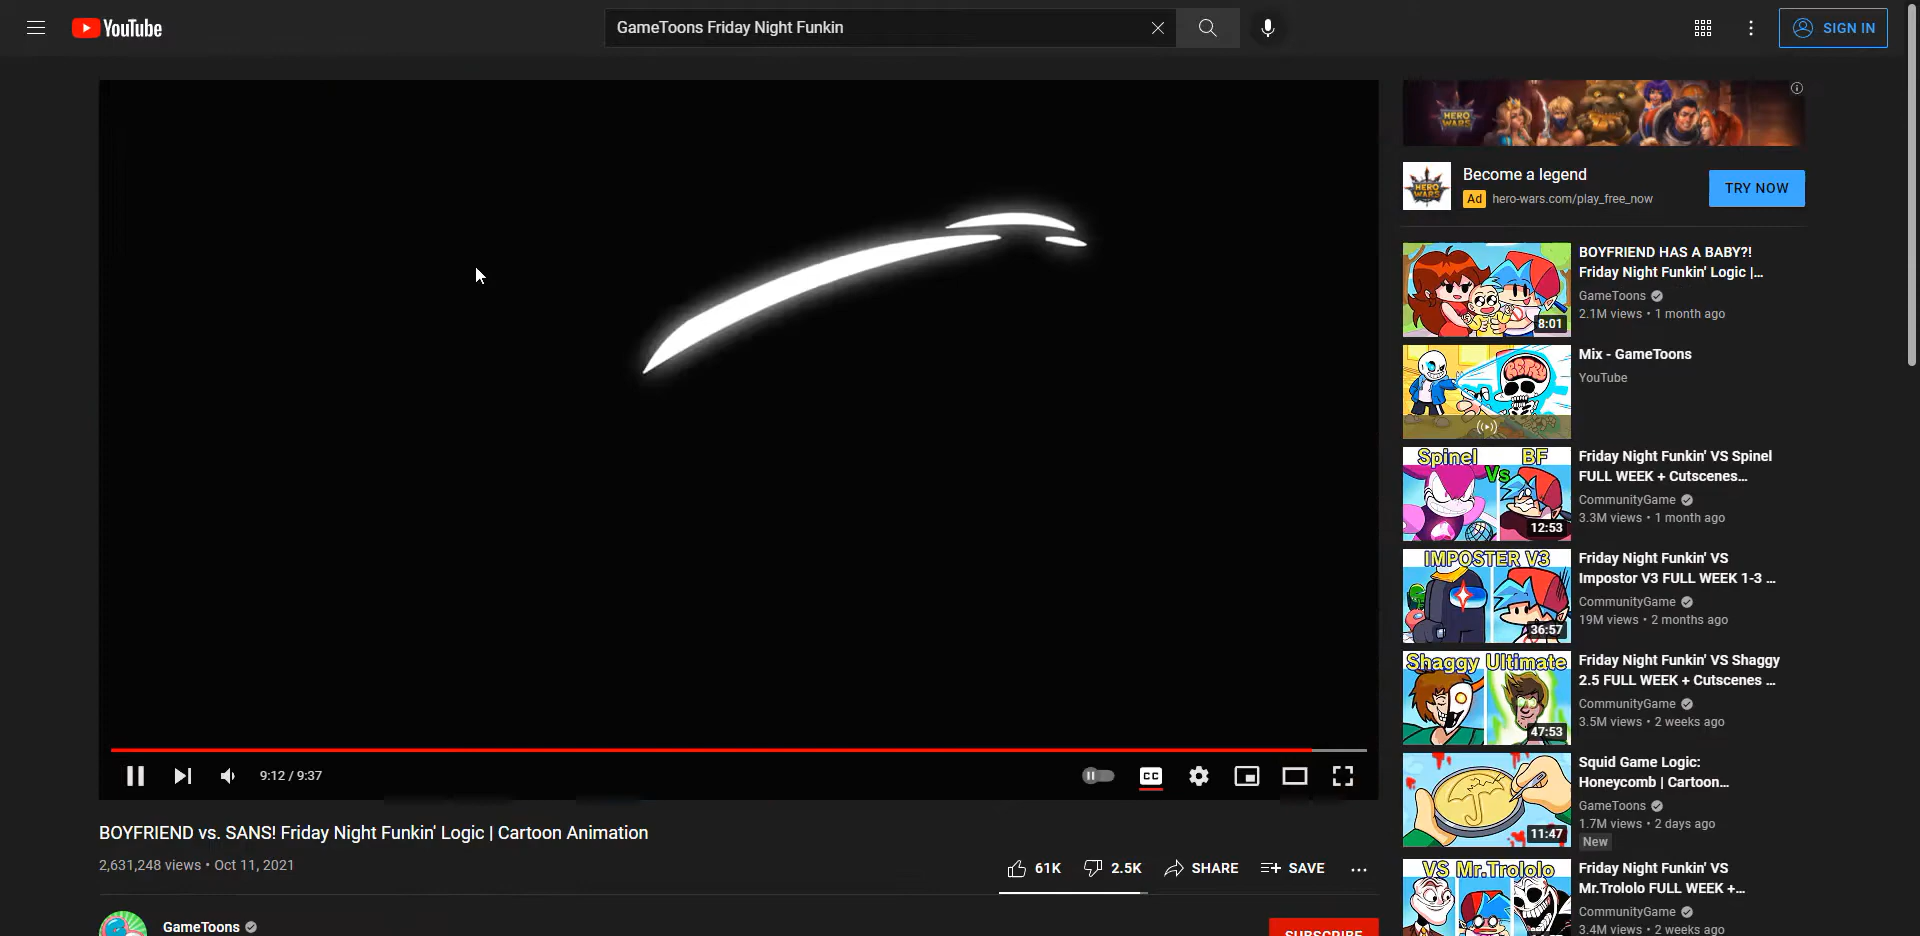 YouTube
GameToons Friday Night Funkin
SIGN IN
HERO
WARS
Become a legend
Ad hero-wars.com/play_free_now
TRY NOW
BOYFRIEND HAS A BABY?!
Friday Night Funkin' Logic |...
GameToons
2.1M views • 1 month ago
8:01
Mix - GameToons
YouTube
Spinel Vs BF
12:53
Friday Night Funkin' VS Spinel
FULL WEEK + Cutscenes...
CommunityGame
3.3M views • 1 month ago
IMPOSTER V3
36:57
Friday Night Funkin' VS
Impostor V3 FULL WEEK 1-3 ...
CommunityGame
19M views • 2 months ago
Shaggy Ultimate
47:53
Friday Night Funkin' VS Shaggy
2.5 FULL WEEK + Cutscenes ...
CommunityGame
3.5M views • 2 weeks ago
11:47
Squid Game Logic:
Honeycomb | Cartoon...
GameToons
1.7M views • 2 days ago
New
VS Mr.Trololo
Friday Night Funkin' VS
Mr.Trololo FULL WEEK +...
CommunityGame
3.4M views • 2 weeks ago
9:12 / 9:37
CC
BOYFRIEND vs. SANS! Friday Night Funkin' Logic | Cartoon Animation
2,631,248 views • Oct 11, 2021
61K
2.5K
SHARE
SAVE
GameToons
SUBSCRIBE